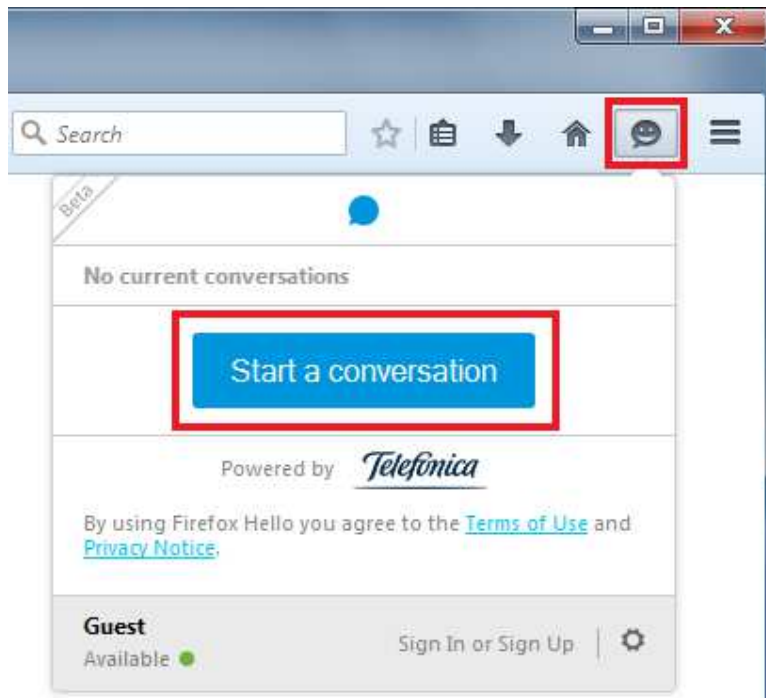 Search
Beta
No current conversations
Start a conversation
Powered by Telefónica
By using Firefox Hello you agree to the Terms of Use and
Privacy Notice.
Guest
Available
Sign In or Sign Up